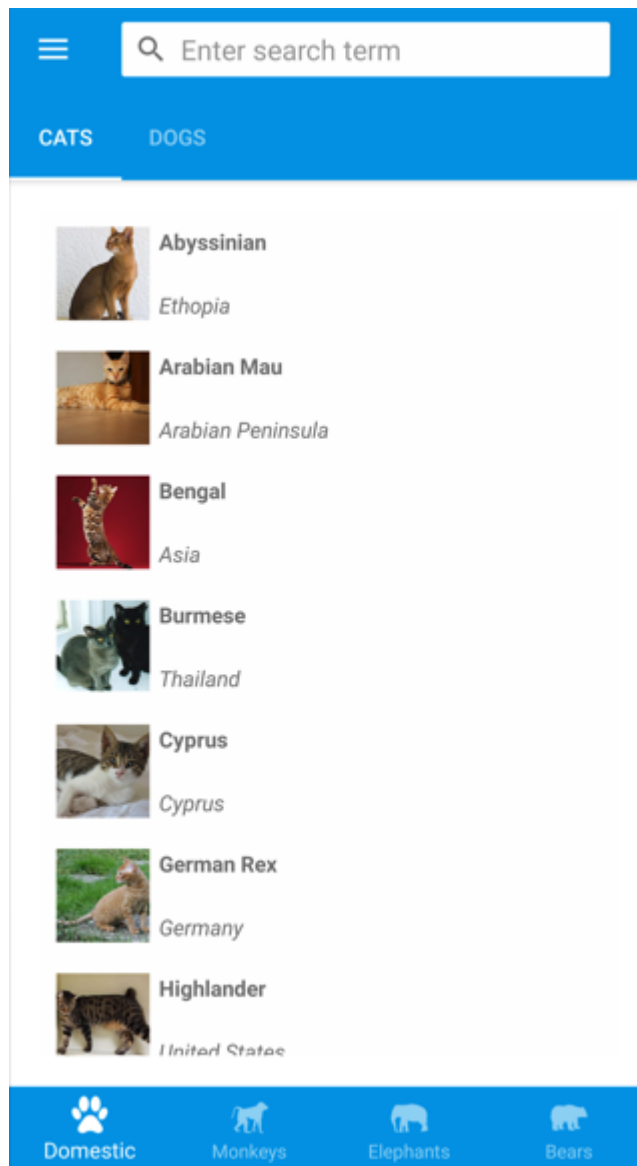 Enter search term
CATS DOGS
Abyssinian
Ethopia
Arabian Mau
Arabian Peninsula
Bengal
Asia
Burmese
Thailand
Cyprus
Cyprus
German Rex
Germany
Highlander
United States
Domestic Monkeys Elephants Bears